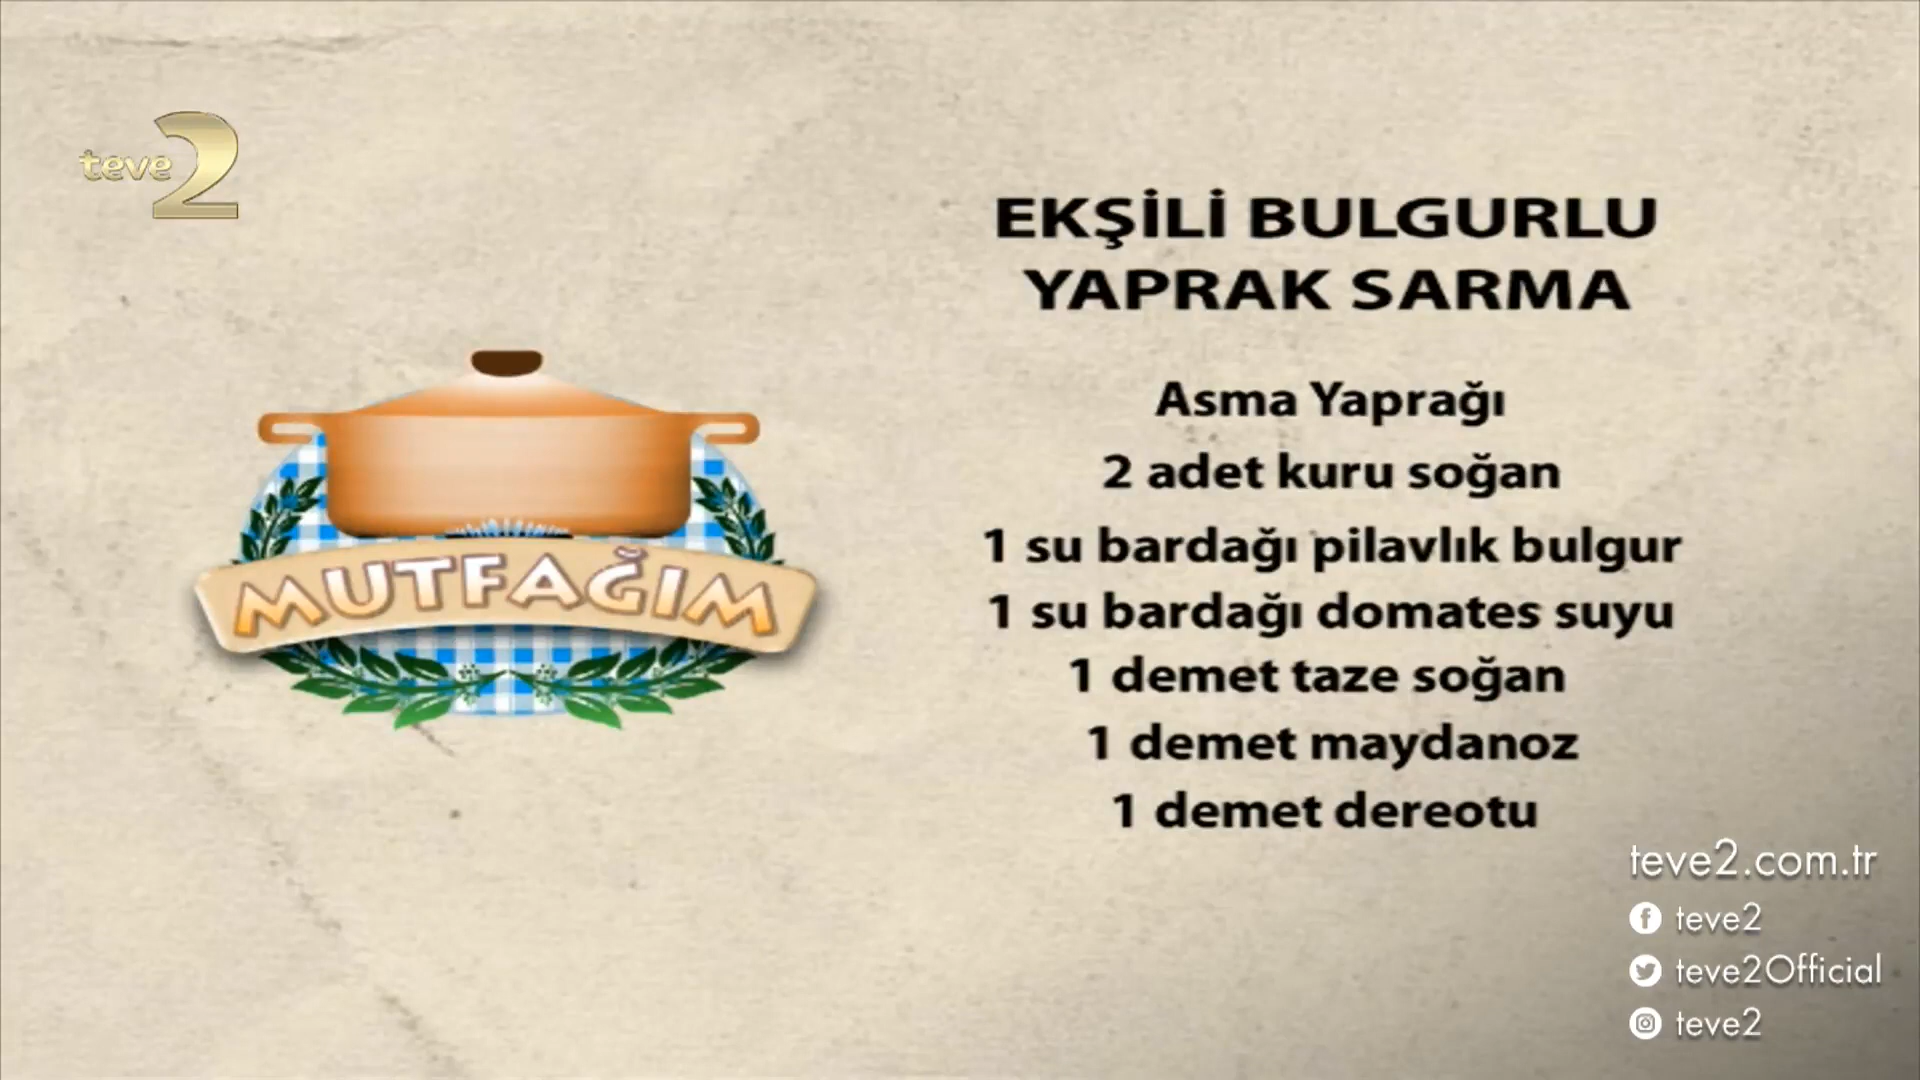 teve2
EKŞİLİ BULGURLU
YAPRAK SARMA
Asma Yaprağı
2 adet kuru soğan
1 su bardağı pilavlık bulgur
1 su bardağı domates suyu
1 demet taze soğan
1 demet maydanoz
1 demet dereotu
MUTFAĞIM
teve2.com.tr
teve2
teve2Official
teve2